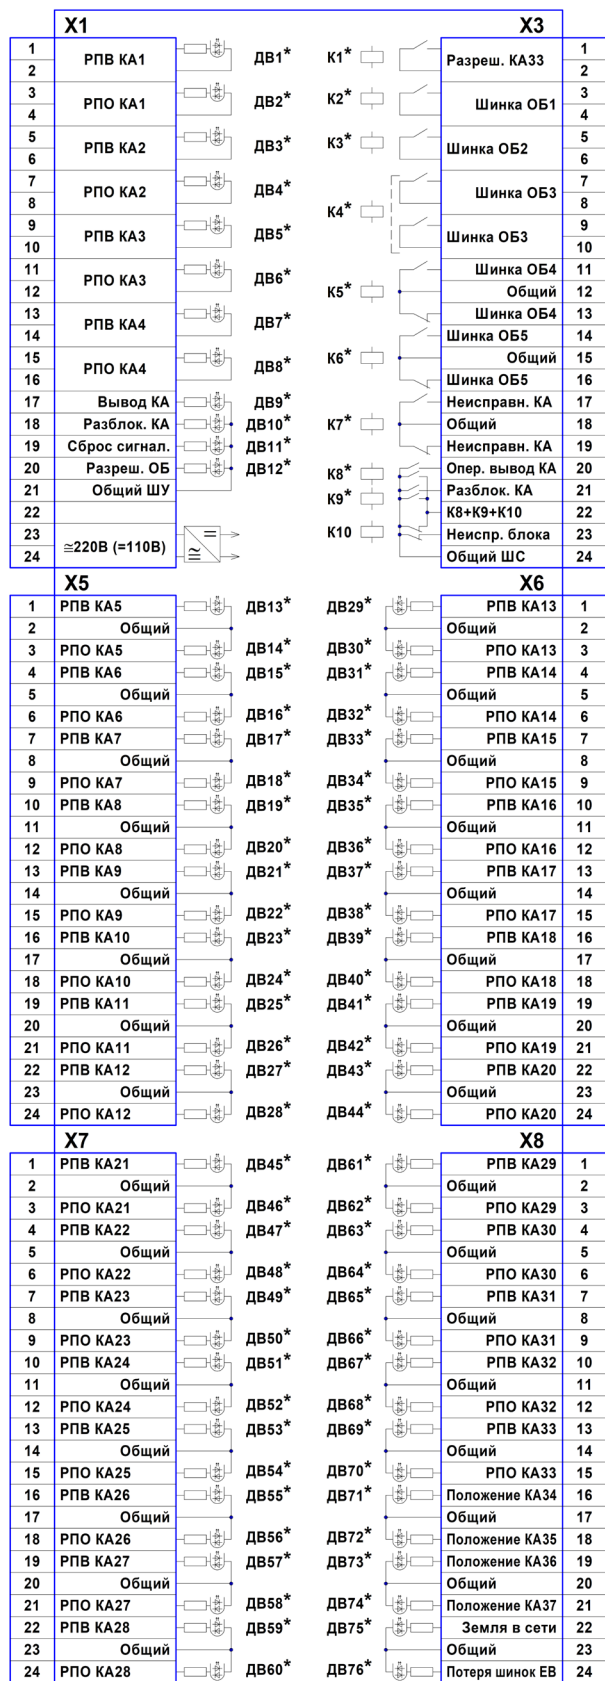 X1 X3
1 РПВ КА1 ДВ1* К1* Разреш. КА33 1
2 2
3 РПО КА1 ДВ2* К2* Шинка ОБ1 3
4 4
5 РПВ КА2 ДВ3* К3* Шинка ОБ2 5
6 6
7 РПО КА2 ДВ4* К4* Шинка ОБ3 7
8 8
9 РПВ КА3 ДВ5* Шинка ОБ3 9
10 10
11 РПО КА3 ДВ6* К5* Шинка ОБ4 11
12 Общий 12
13 РПВ КА4 ДВ7* Шинка ОБ4 13
14 Шинка ОБ5 14
15 РПО КА4 ДВ8* К6* Общий 15
16 Шинка ОБ5 16
17 Вывод КА ДВ9* К7* Неисправн. КА 17
18 Разблок. КА ДВ10* Общий 18
19 Сброс сигнал. ДВ11* Неисправн. КА 19
20 Разреш. ОБ ДВ12* К8* Опер. вывод КА 20
21 Общий ШУ К9* Разблок. КА 21
22 К8+К9+К10 22
23 ≅220В (=110В) = ≅ К10 Неиспр. блока 23
24 Общий ШС 24
X5 X6
1 РПВ КА5 ДВ13* ДВ29* РПВ КА13 1
2 Общий Общий 2
3 РПО КА5 ДВ14* ДВ30* РПО КА13 3
4 РПВ КА6 ДВ15* ДВ31* РПВ КА14 4
5 Общий Общий 5
6 РПО КА6 ДВ16* ДВ32* РПО КА14 6
7 РПВ КА7 ДВ17* ДВ33* РПВ КА15 7
8 Общий Общий 8
9 РПО КА7 ДВ18* ДВ34* РПО КА15 9
10 РПВ КА8 ДВ19* ДВ35* РПВ КА16 10
11 Общий Общий 11
12 РПО КА8 ДВ20* ДВ36* РПО КА16 12
13 РПВ КА9 ДВ21* ДВ37* РПВ КА17 13
14 Общий Общий 14
15 РПО КА9 ДВ22* ДВ38* РПО КА17 15
16 РПВ КА10 ДВ23* ДВ39* РПВ КА18 16
17 Общий Общий 17
18 РПО КА10 ДВ24* ДВ40* РПО КА18 18
19 РПВ КА11 ДВ25* ДВ41* РПВ КА19 19
20 Общий Общий 20
21 РПО КА11 ДВ26* ДВ42* РПО КА19 21
22 РПВ КА12 ДВ27* ДВ43* РПВ КА20 22
23 Общий Общий 23
24 РПО КА12 ДВ28* ДВ44* РПО КА20 24
X7 X8
1 РПВ КА21 ДВ45* ДВ61* РПВ КА29 1
2 Общий Общий 2
3 РПО КА21 ДВ46* ДВ62* РПО КА29 3
4 РПВ КА22 ДВ47* ДВ63* РПВ КА30 4
5 Общий Общий 5
6 РПО КА22 ДВ48* ДВ64* РПО КА30 6
7 РПВ КА23 ДВ49* ДВ65* РПВ КА31 7
8 Общий Общий 8
9 РПО КА23 ДВ50* ДВ66* РПО КА31 9
10 РПВ КА24 ДВ51* ДВ67* РПВ КА32 10
11 Общий Общий 11
12 РПО КА24 ДВ52* ДВ68* РПО КА32 12
13 РПВ КА25 ДВ53* ДВ69* РПВ КА33 13
14 Общий Общий 14
15 РПО КА25 ДВ54* ДВ70* РПО КА33 15
16 РПВ КА26 ДВ55* ДВ71* Положение КА34 16
17 Общий Общий 17
18 РПО КА26 ДВ56* ДВ72* Положение КА35 18
19 РПВ КА27 ДВ57* ДВ73* Положение КА36 19
20 Общий Общий 20
21 РПО КА27 ДВ58* ДВ74* Положение КА37 21
22 РПВ КА28 ДВ59* ДВ75* Земля в сети 22
23 Общий Общий 23
24 РПО КА28 ДВ60* ДВ76* Потеря шинок ЕВ 24